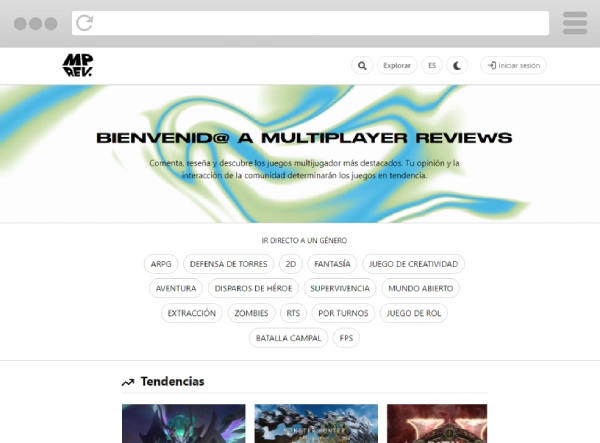 MP
REV.
Explorar
ES
Iniciar sesión
BIENVENID@ A MULTIPLAYER REVIEWS
Comenta, reseña y descubre los juegos multijugador más destacados. Tu opinión y la
interacción de la comunidad determinarán los juegos en tendencia.
IR DIRECTO A UN GÉNERO
ARPG DEFENSA DE TORRES 2D FANTASÍA JUEGO DE CREATIVIDAD
AVENTURA DISPAROS DE HÉROE SUPERVIVENCIA MUNDO ABIERTO
EXTRACCIÓN ZOMBIES RTS POR TURNOS JUEGO DE ROL
BATALLA CAMPAL FPS
Tendencias
MONSTER HUNTER